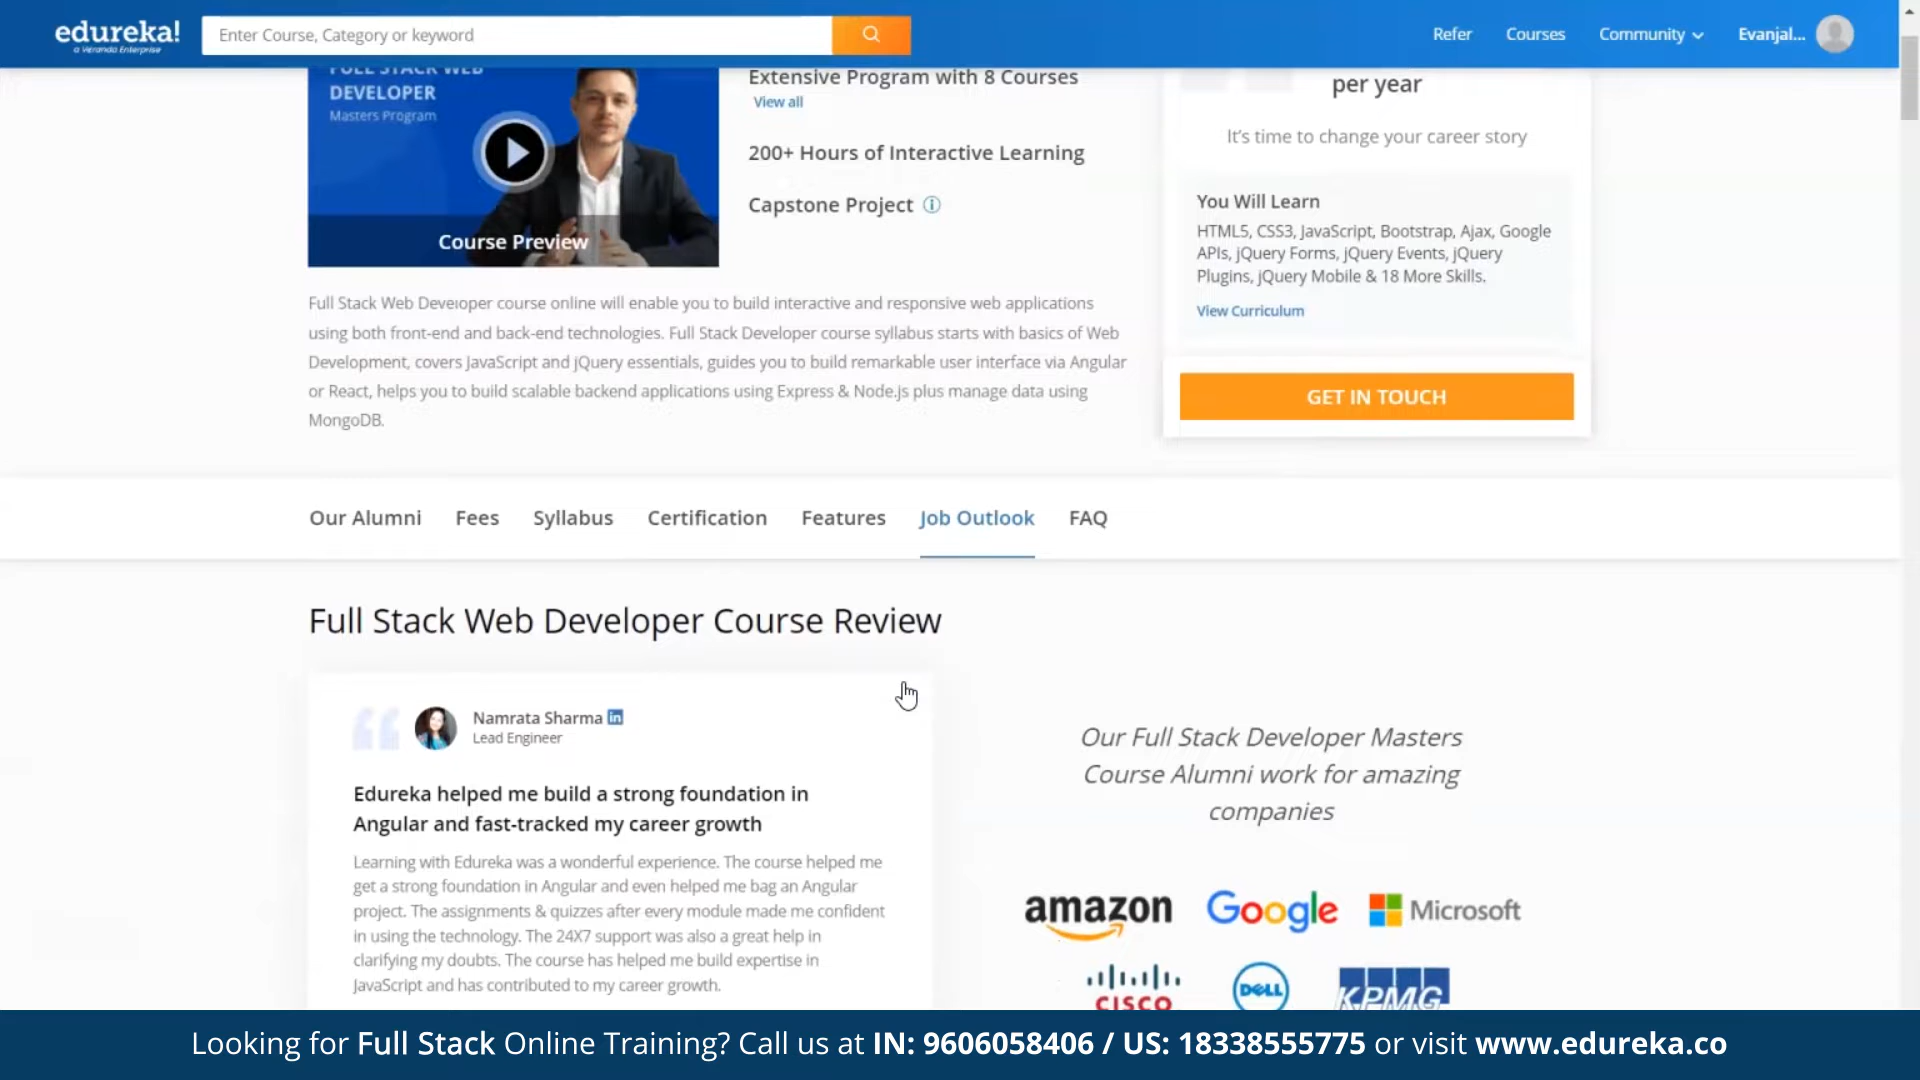 edureka!
a Veranda Enterprise
Enter Course, Category or keyword
Refer
Courses
Community
Evanjal...
FULL STACK WEB
DEVELOPER
Masters Program
Course Preview
Extensive Program with 8 Courses
View all
200+ Hours of Interactive Learning
Capstone Project
per year
It's time to change your career story
You Will Learn
HTML5, CSS3, JavaScript, Bootstrap, Ajax, Google
APIs, jQuery Forms, jQuery Events, jQuery
Plugins, jQuery Mobile & 18 More Skills.
View Curriculum
GET IN TOUCH
Full Stack Web Developer course online will enable you to build interactive and responsive web applications
using both front-end and back-end technologies. Full Stack Developer course syllabus starts with basics of Web
Development, covers JavaScript and jQuery essentials, guides you to build remarkable user interface via Angular
or React, helps you to build scalable backend applications using Express & Node.js plus manage data using
MongoDB.
Our Alumni
Fees
Syllabus
Certification
Features
Job Outlook
FAQ
Full Stack Web Developer Course Review
Namrata Sharma in
Lead Engineer
Edureka helped me build a strong foundation in
Angular and fast-tracked my career growth
Learning with Edureka was a wonderful experience. The course helped me
get a strong foundation in Angular and even helped me bag an Angular
project. The assignments & quizzes after every module made me confident
in using the technology. The 24X7 support was also a great help in
clarifying my doubts. The course has helped me build expertise in
JavaScript and has contributed to my career growth.
Our Full Stack Developer Masters
Course Alumni work for amazing
companies
amazon
Google
Microsoft
CISCO
DELL
KPMG
Looking for Full Stack Online Training? Call us at IN: 9606058406 / US: 18338555775 or visit www.edureka.co